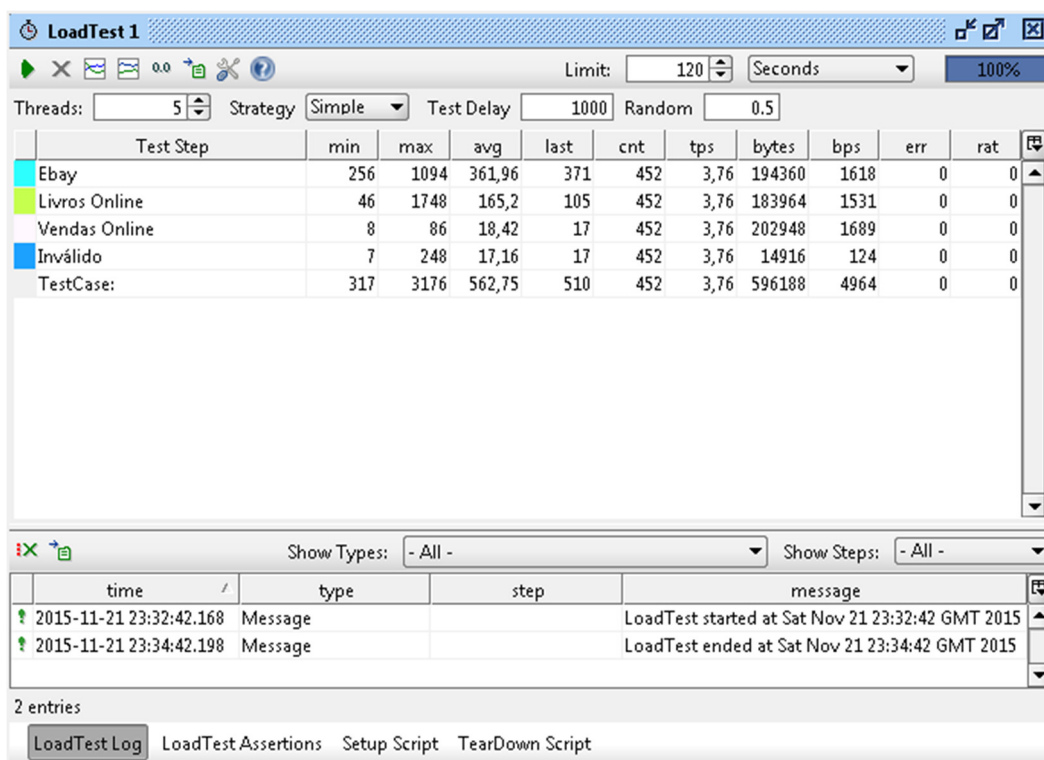 LoadTest 1
0.0 Limit: 120 Seconds 100%
Threads: 5 Strategy Simple Test Delay 1000 Random 0.5
Test Step min max avg last cnt tps bytes bps err rat
Ebay 256 1094 361,96 371 452 3,76 194360 1618 0 0
Livros Online 46 1748 165,2 105 452 3,76 183964 1531 0 0
Vendas Online 8 86 18,42 17 452 3,76 202948 1689 0 0
Inválido 7 248 17,16 17 452 3,76 14916 124 0 0
TestCase: 317 3176 562,75 510 452 3,76 596188 4964 0 0
Show Types: - All - Show Steps: - All -
time type step message
2015-11-21 23:32:42.168 Message LoadTest started at Sat Nov 21 23:32:42 GMT 2015
2015-11-21 23:34:42.198 Message LoadTest ended at Sat Nov 21 23:34:42 GMT 2015
2 entries
LoadTest Log LoadTest Assertions Setup Script TearDown Script